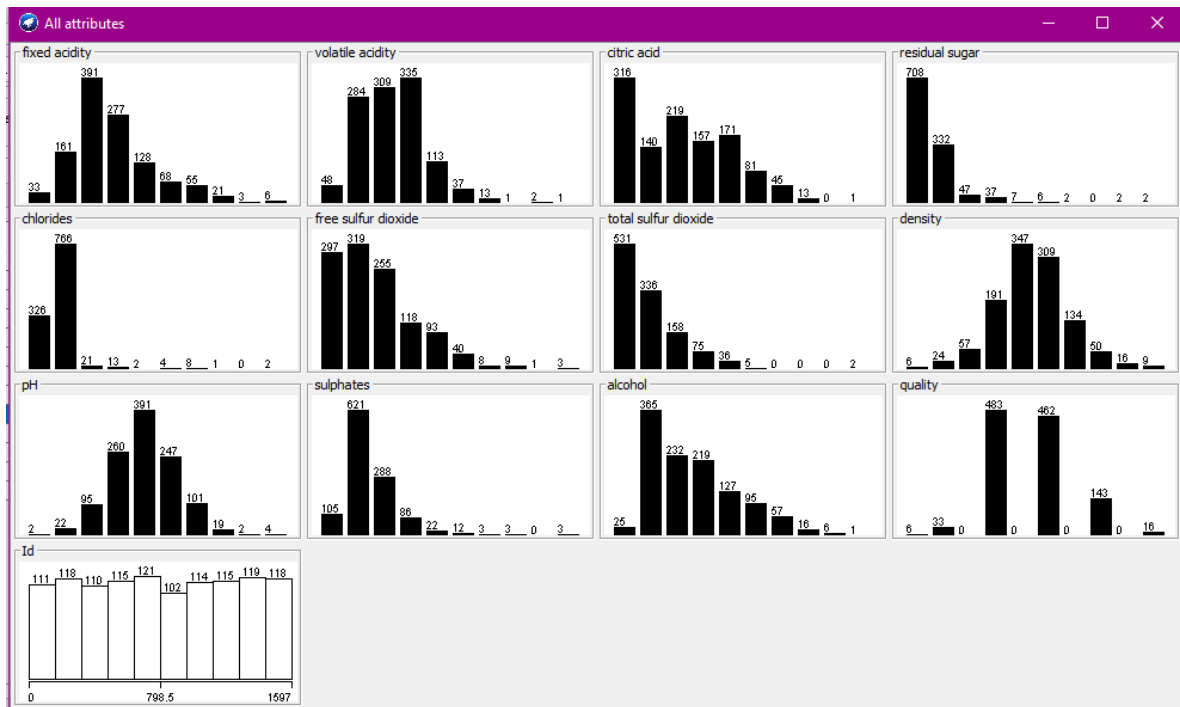 All attributes
fixed acidity
33 161 391 277 128 68 55 21 3 6
volatile acidity
48 284 309 335 113 37 13 1 2 1
citric acid
316 140 219 157 171 81 45 13 0 1
residual sugar
708 332 47 37 7 6 2 0 2 2
chlorides
326 766 21 13 2 4 8 1 0 2
free sulfur dioxide
297 319 255 118 93 40 8 9 1 3
total sulfur dioxide
531 336 158 75 36 5 0 0 0 2
density
6 24 57 191 347 309 134 50 16 9
pH
2 22 95 260 391 247 101 19 2 4
sulphates
105 621 288 86 22 12 3 3 0 3
alcohol
25 365 232 219 127 95 57 16 6 1
quality
6 33 0 483 0 462 0 143 0 16
Id
111 118 110 115 121 102 114 115 119 118
0 798.5 1597